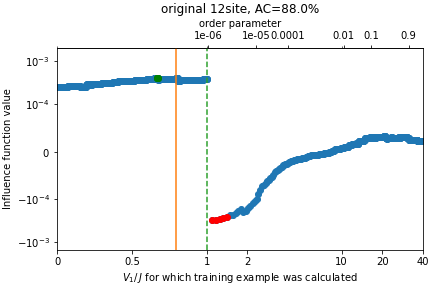 original 12site, AC=88.0%
order parameter
1e-06 1e-05 0.0001 0.01 0.1 0.9
Influence function value
10⁻³
10⁻⁴
0
−10⁻⁴
−10⁻³
0 0.5 1 2 10 20 40
V₁/J for which training example was calculated